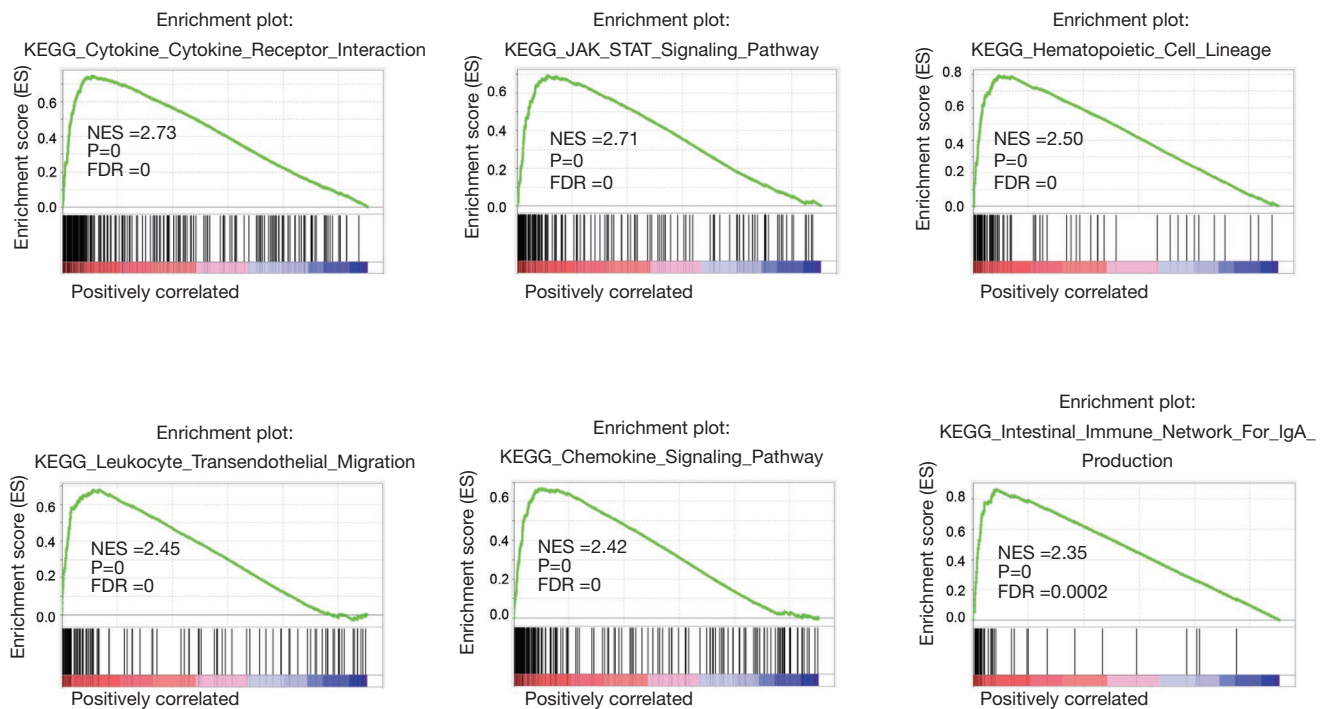 Enrichment plot:
KEGG_Cytokine_Cytokine_Receptor_Interaction
Enrichment score (ES)
0.6
0.4
0.2
0.0
NES =2.73
P=0
FDR =0
Positively correlated
Enrichment plot:
KEGG_JAK_STAT_Signaling_Pathway
Enrichment score (ES)
0.6
0.4
0.2
0.0
NES =2.71
P=0
FDR =0
Positively correlated
Enrichment plot:
KEGG_Hematopoietic_Cell_Lineage
Enrichment score (ES)
0.8
0.6
0.4
0.2
0.0
NES =2.50
P=0
FDR =0
Positively correlated
Enrichment plot:
KEGG_Leukocyte_Transendothelial_Migration
Enrichment score (ES)
0.6
0.4
0.2
0.0
NES =2.45
P=0
FDR =0
Positively correlated
Enrichment plot:
KEGG_Chemokine_Signaling_Pathway
Enrichment score (ES)
0.6
0.4
0.2
0.0
NES =2.42
P=0
FDR =0
Positively correlated
Enrichment plot:
KEGG_Intestinal_Immune_Network_For_IgA_
Production
Enrichment score (ES)
0.8
0.6
0.4
0.2
0.0
NES =2.35
P=0
FDR =0.0002
Positively correlated